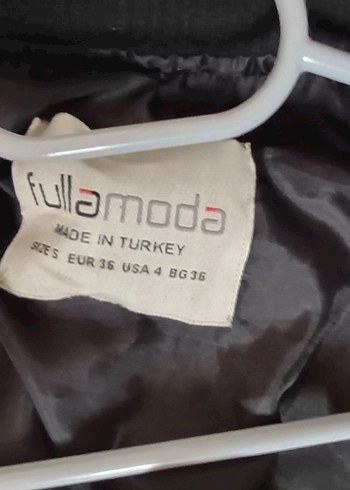 fullamoda
MADE IN TURKEY
SIZE S EUR 36 USA 4 BG 36